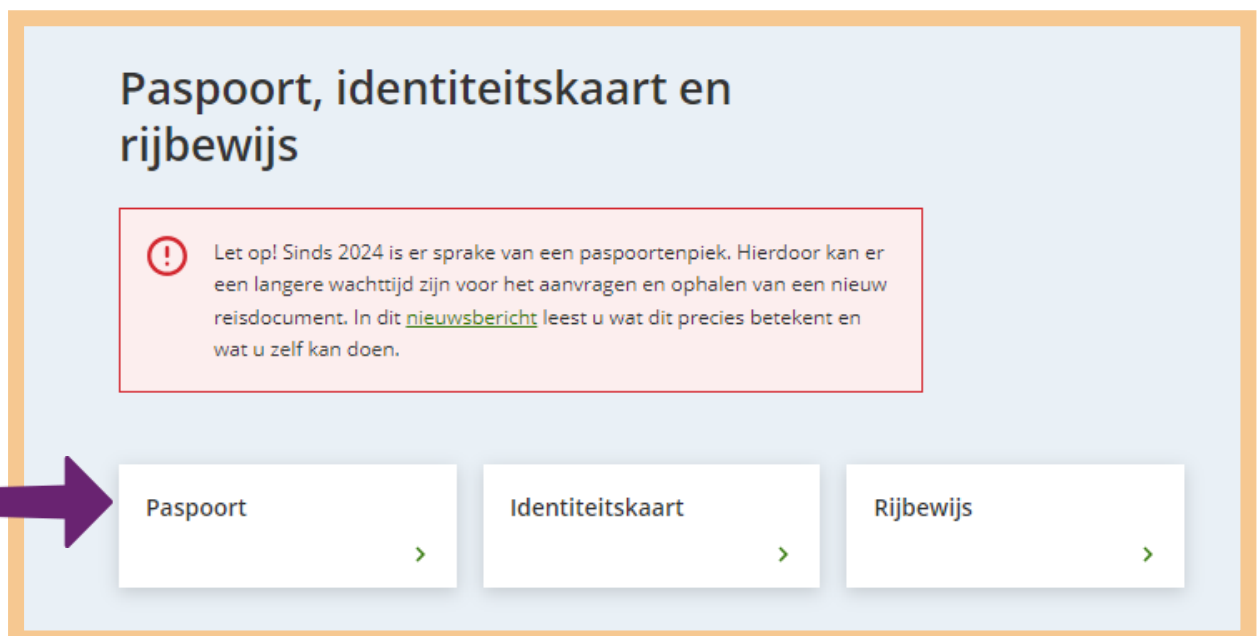 Paspoort, identiteitskaart en
rijbewijs
Let op! Sinds 2024 is er sprake van een paspoortenpiek. Hierdoor kan er
een langere wachttijd zijn voor het aanvragen en ophalen van een nieuw
reisdocument. In dit nieuwsbericht leest u wat dit precies betekent en
wat u zelf kan doen.
Paspoort
Identiteitskaart
Rijbewijs